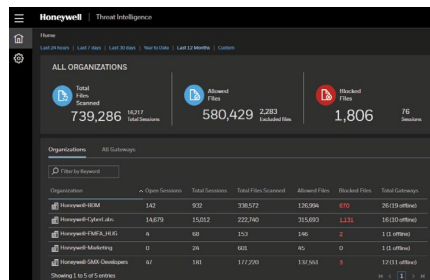 Honeywell | Threat Intelligence
Home
Last 24 hours | Last 7 days | Last 30 days | Year to Date | Last 12 Months | Custom
ALL ORGANIZATIONS
Total Files Scanned
739,286 14,217 Total Sessions
Allowed Files
580,429 2,283 Excluded files
Blocked Files
1,806 76 Sessions
Organizations All Gateways
Filter by Keyword
Organization Open Sessions Total Sessions Total Files Scanned Allowed Files Blocked Files Total Gateways
Honeywell-BDM 142 932 338,572 126,994 670 26 (19 offline)
Honeywell-CyberLabs 14,679 15,012 222,740 315,693 1,131 16 (10 offline)
Honeywell-EMEA_HUG 4 68 153 146 2 1 (1 offline)
Honeywell-Marketing 0 24 601 45 0 1 (1 offline)
Honeywell-SMX-Developers 47 181 177,220 137,551 3 12 (11 offline)
Showing 1 to 5 of 5 entries 1